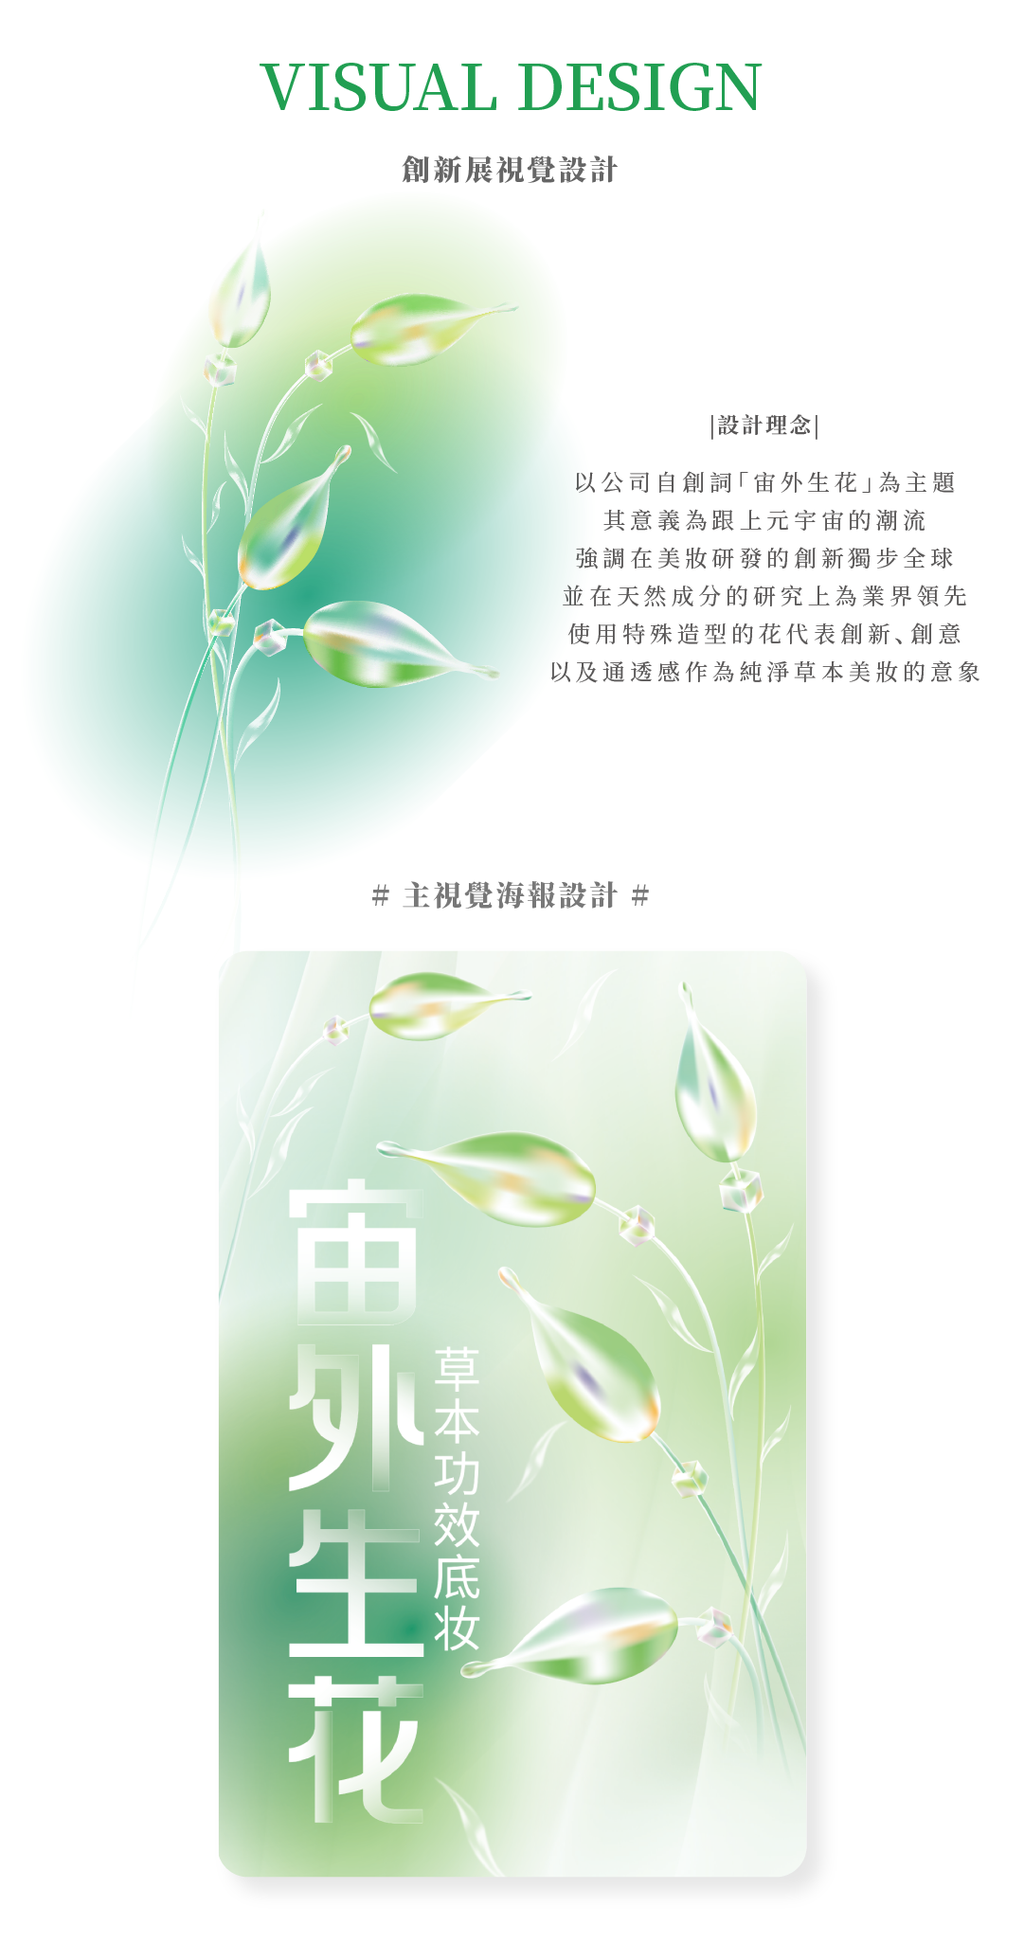 VISUAL DESIGN
創新展視覺設計
|設計理念|
以公司自創詞「宙外生花」為主題
其意義為跟上元宇宙的潮流
強調在美妝研發的創新獨步全球
並在天然成分的研究上為業界領先
使用特殊造型的花代表創新、創意
以及通透感作為純淨草本美妝的意象
# 主視覺海報設計 #
宙外生花
草本功效底妆